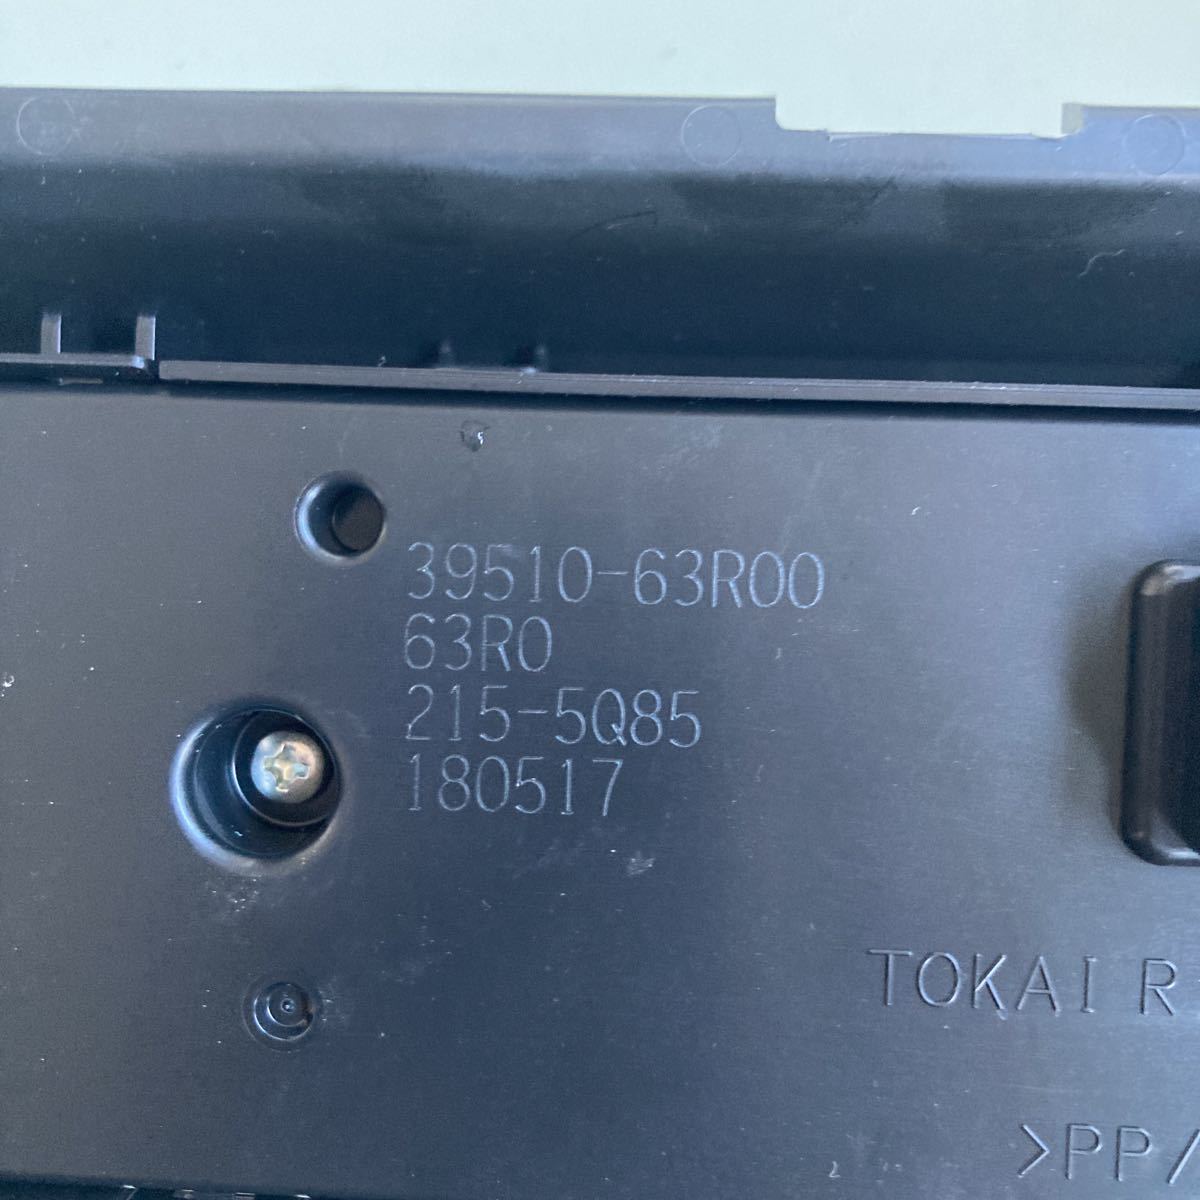 39510-63R00
63R0
215-5Q85
180517
TOKAI R
>PP/